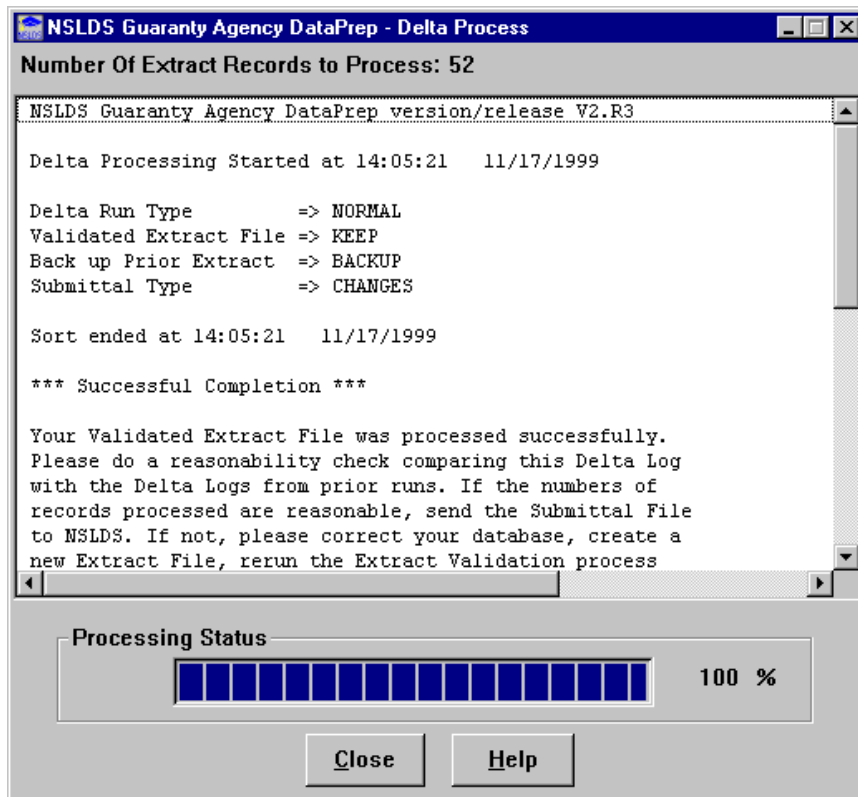 NSLDS Guaranty Agency DataPrep - Delta Process
Number Of Extract Records to Process: 52
NSLDS Guaranty Agency DataPrep version/release V2.R3
Delta Processing Started at 14:05:21   11/17/1999
Delta Run Type          => NORMAL
Validated Extract File => KEEP
Back up Prior Extract  => BACKUP
Submittal Type          => CHANGES
Sort ended at 14:05:21   11/17/1999
*** Successful Completion ***
Your Validated Extract File was processed successfully.
Please do a reasonability check comparing this Delta Log
with the Delta Logs from prior runs. If the numbers of
records processed are reasonable, send the Submittal File
to NSLDS. If not, please correct your database, create a
new Extract File, rerun the Extract Validation process
Processing Status
100 %
Close Help